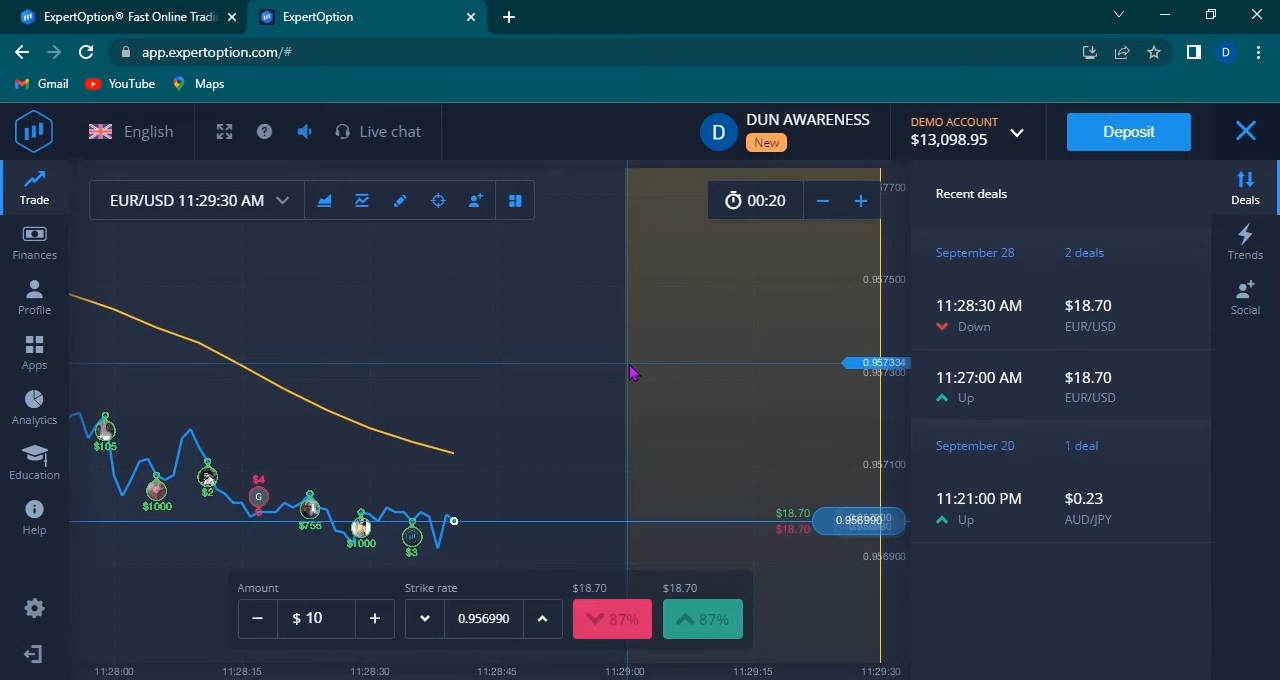 ExpertOption® Fast Online Tradi
ExpertOption
app.expertoption.com/#
D
Gmail
YouTube
Maps
English
Live chat
D
DUN AWARENESS
New
DEMO ACCOUNT
$13,098.95
Deposit
Trade
Finances
Profile
Apps
Analytics
Education
Help
EUR/USD 11:29:30 AM
00:20
0.957500
0.957334
0.957300
0.957100
0.956990
0.956900
$105
$1000
$2
$4
G
$755
$1000
$3
$18.70
$18.70
Amount
Strike rate
$18.70
$18.70
$ 10
0.956990
87%
87%
11:28:00
11:28:15
11:28:30
11:28:45
11:29:00
11:29:15
11:29:30
Recent deals
September 28
2 deals
11:28:30 AM
$18.70
Down
EUR/USD
11:27:00 AM
$18.70
Up
EUR/USD
September 20
1 deal
11:21:00 PM
$0.23
Up
AUD/JPY
Deals
Trends
Social